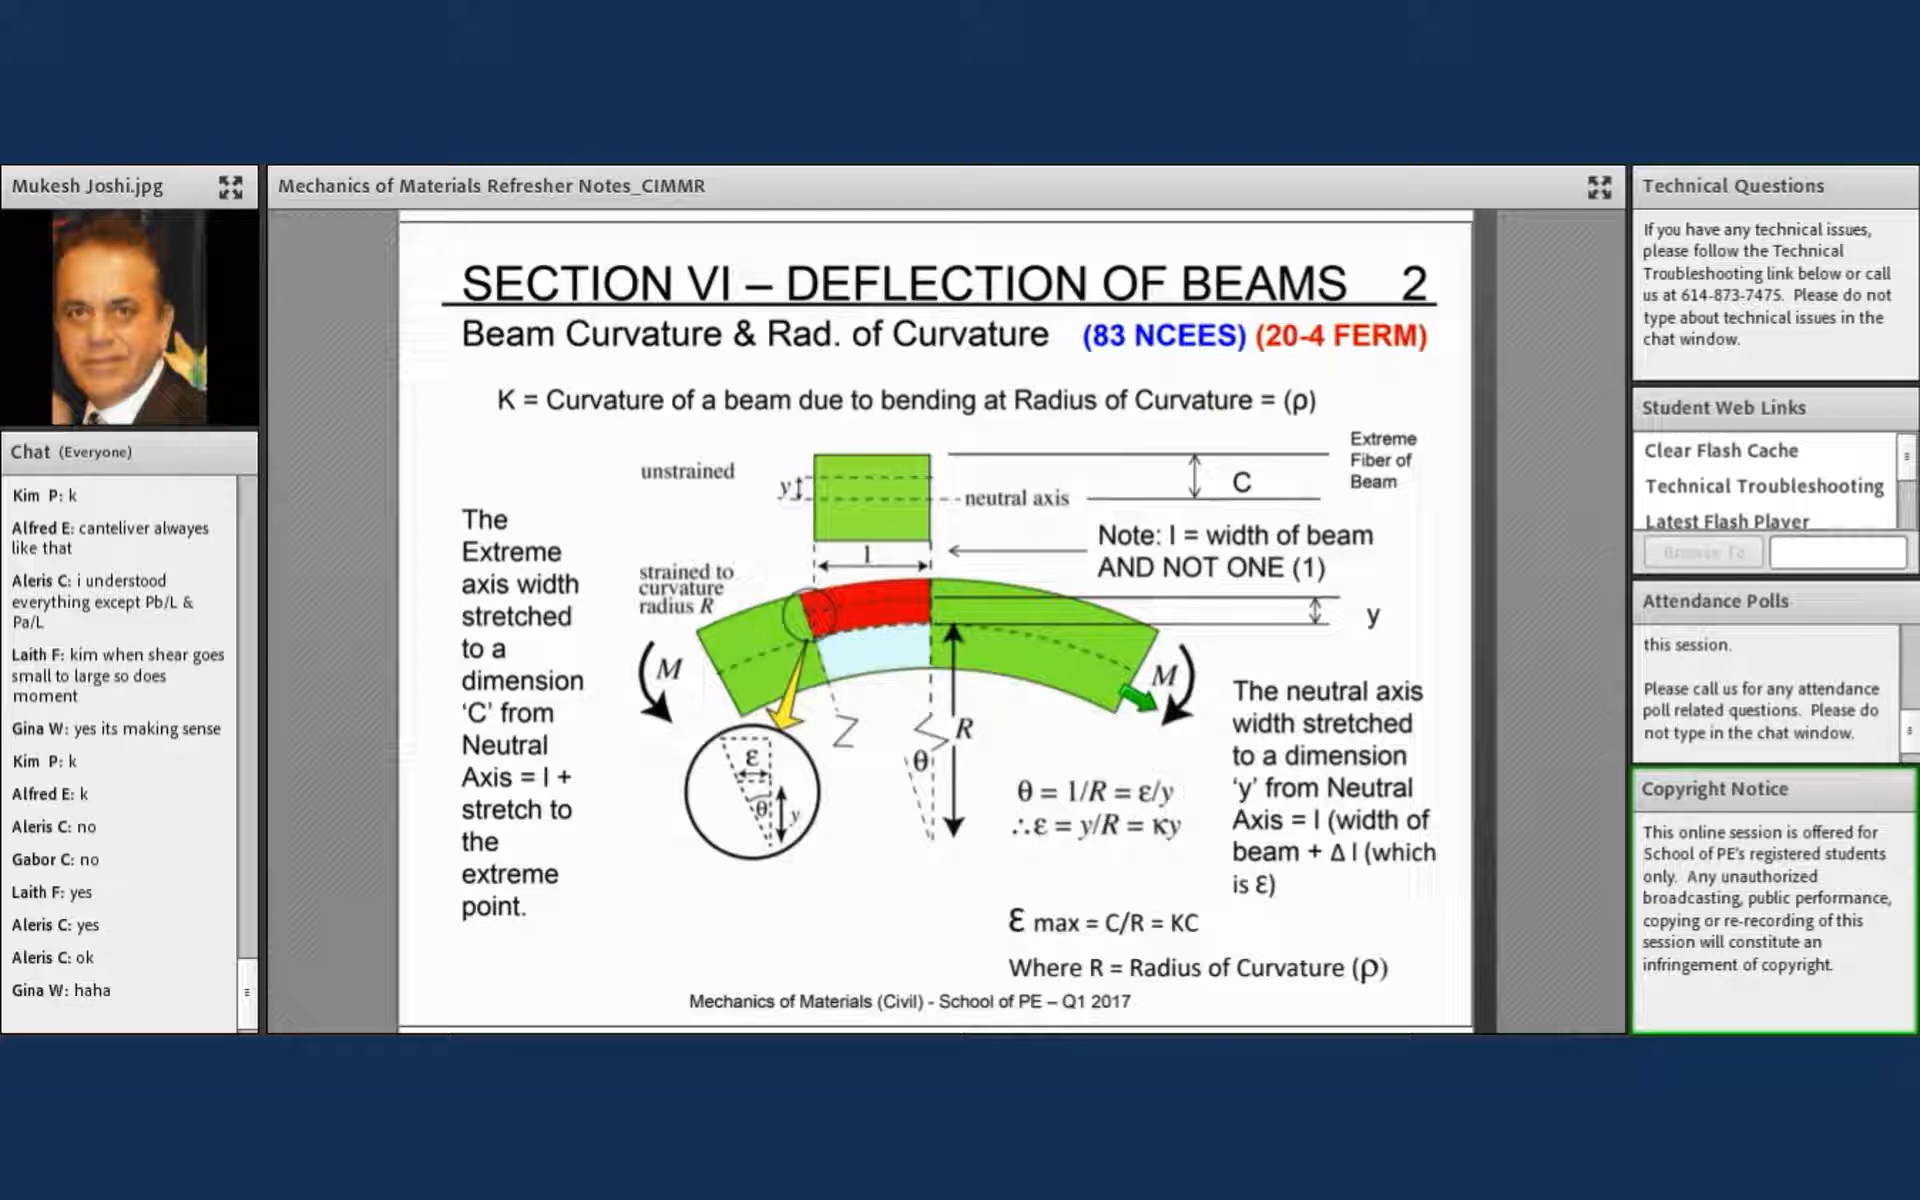 Mukesh Joshi.jpg
Chat (Everyone)
Kim P: k
Alfred E: canteliver alwayes
like that
Aleris C: i understood
everything except Pb/L &
Pa/L
Laith F: kim when shear goes
small to large so does
moment
Gina W: yes its making sense
Kim P: k
Alfred E: k
Aleris C: no
Gabor C: no
Laith F: yes
Aleris C: yes
Aleris C: ok
Gina W: haha
Mechanics of Materials Refresher Notes_CIMMR
SECTION VI – DEFLECTION OF BEAMS 2
Beam Curvature & Rad. of Curvature (83 NCEES) (20-4 FERM)
K = Curvature of a beam due to bending at Radius of Curvature = (ρ)
The
Extreme
axis width
stretched
to a
dimension
‘C’ from
Neutral
Axis = l +
stretch to
the
extreme
point.
unstrained
y
neutral axis
C
Extreme
Fiber of
Beam
1
Note: l = width of beam
AND NOT ONE (1)
strained to
curvature
radius R
y
M
M
R
θ
ε
θ
y
θ = 1/R = ε/y
∴ε = y/R = κy
The neutral axis
width stretched
to a dimension
‘y’ from Neutral
Axis = l (width of
beam + Δ l (which
is ε)
ε max = C/R = KC
Where R = Radius of Curvature (ρ)
Mechanics of Materials (Civil) - School of PE – Q1 2017
Technical Questions
If you have any technical issues,
please follow the Technical
Troubleshooting link below or call
us at 614-873-7475. Please do not
type about technical issues in the
chat window.
Student Web Links
Clear Flash Cache
Technical Troubleshooting
Latest Flash Player
Browse To
Attendance Polls
this session.
Please call us for any attendance
poll related questions. Please do
not type in the chat window.
Copyright Notice
This online session is offered for
School of PE's registered students
only. Any unauthorized
broadcasting, public performance,
copying or re-recording of this
session will constitute an
infringement of copyright.